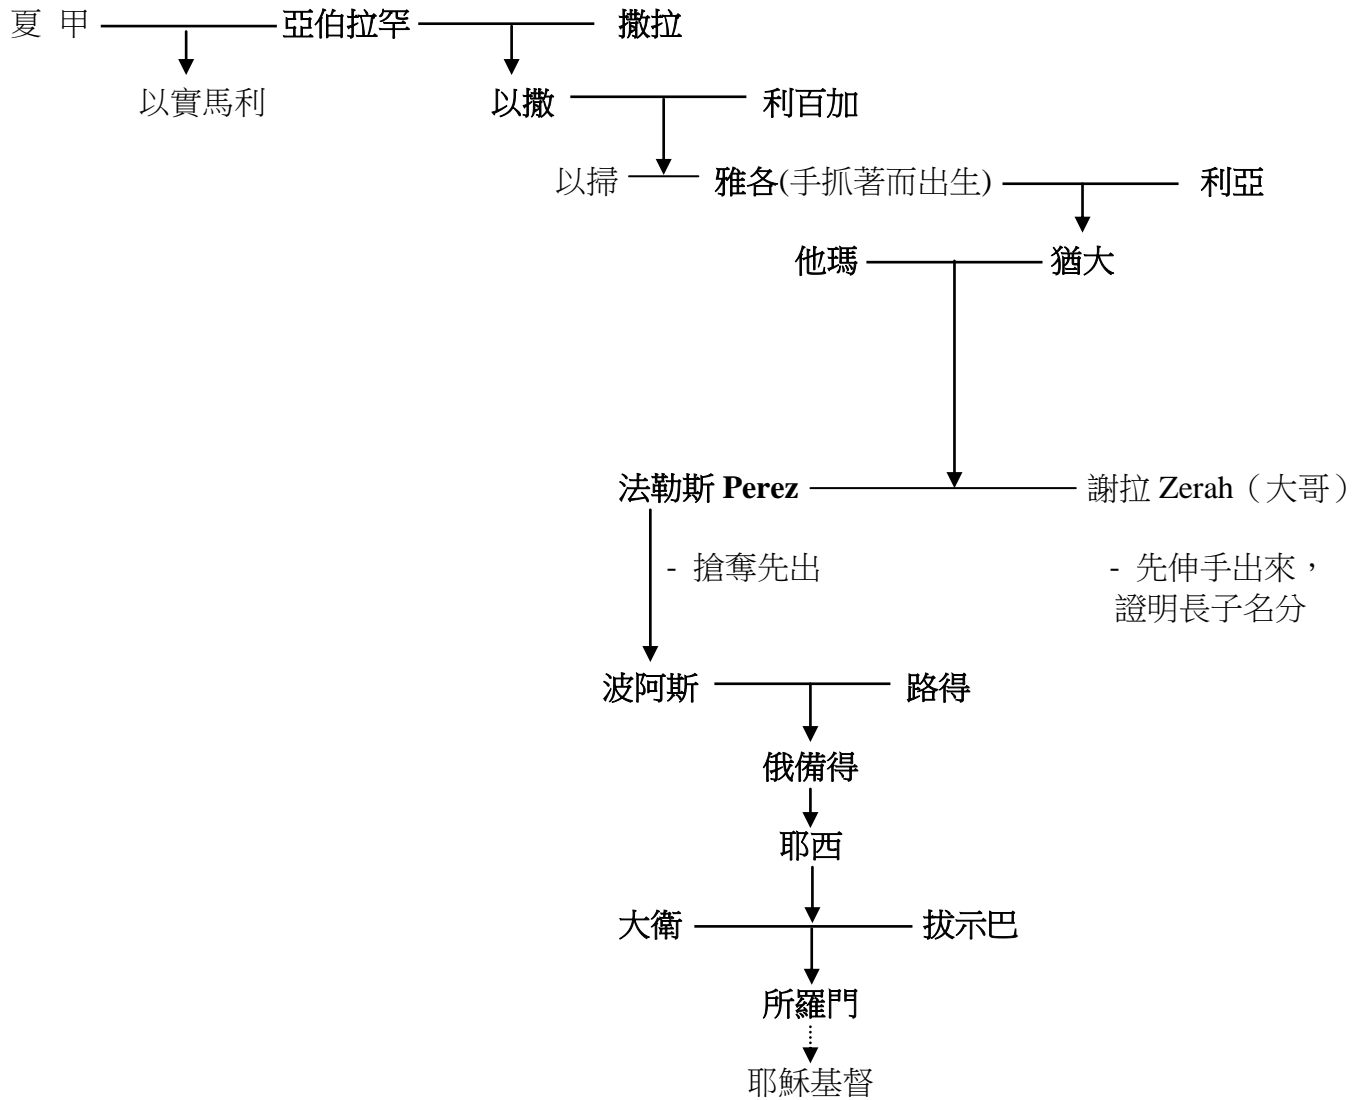 夏 甲 亞伯拉罕 撒拉
以實馬利 以撒 利百加
以掃 雅各(手抓著而出生) 利亞
他瑪 猶大
法勒斯 Perez 謝拉 Zerah（大哥）
- 搶奪先出 - 先伸手出來，
證明長子名分
波阿斯 路得
俄備得
耶西
大衛 拔示巴
所羅門
耶穌基督